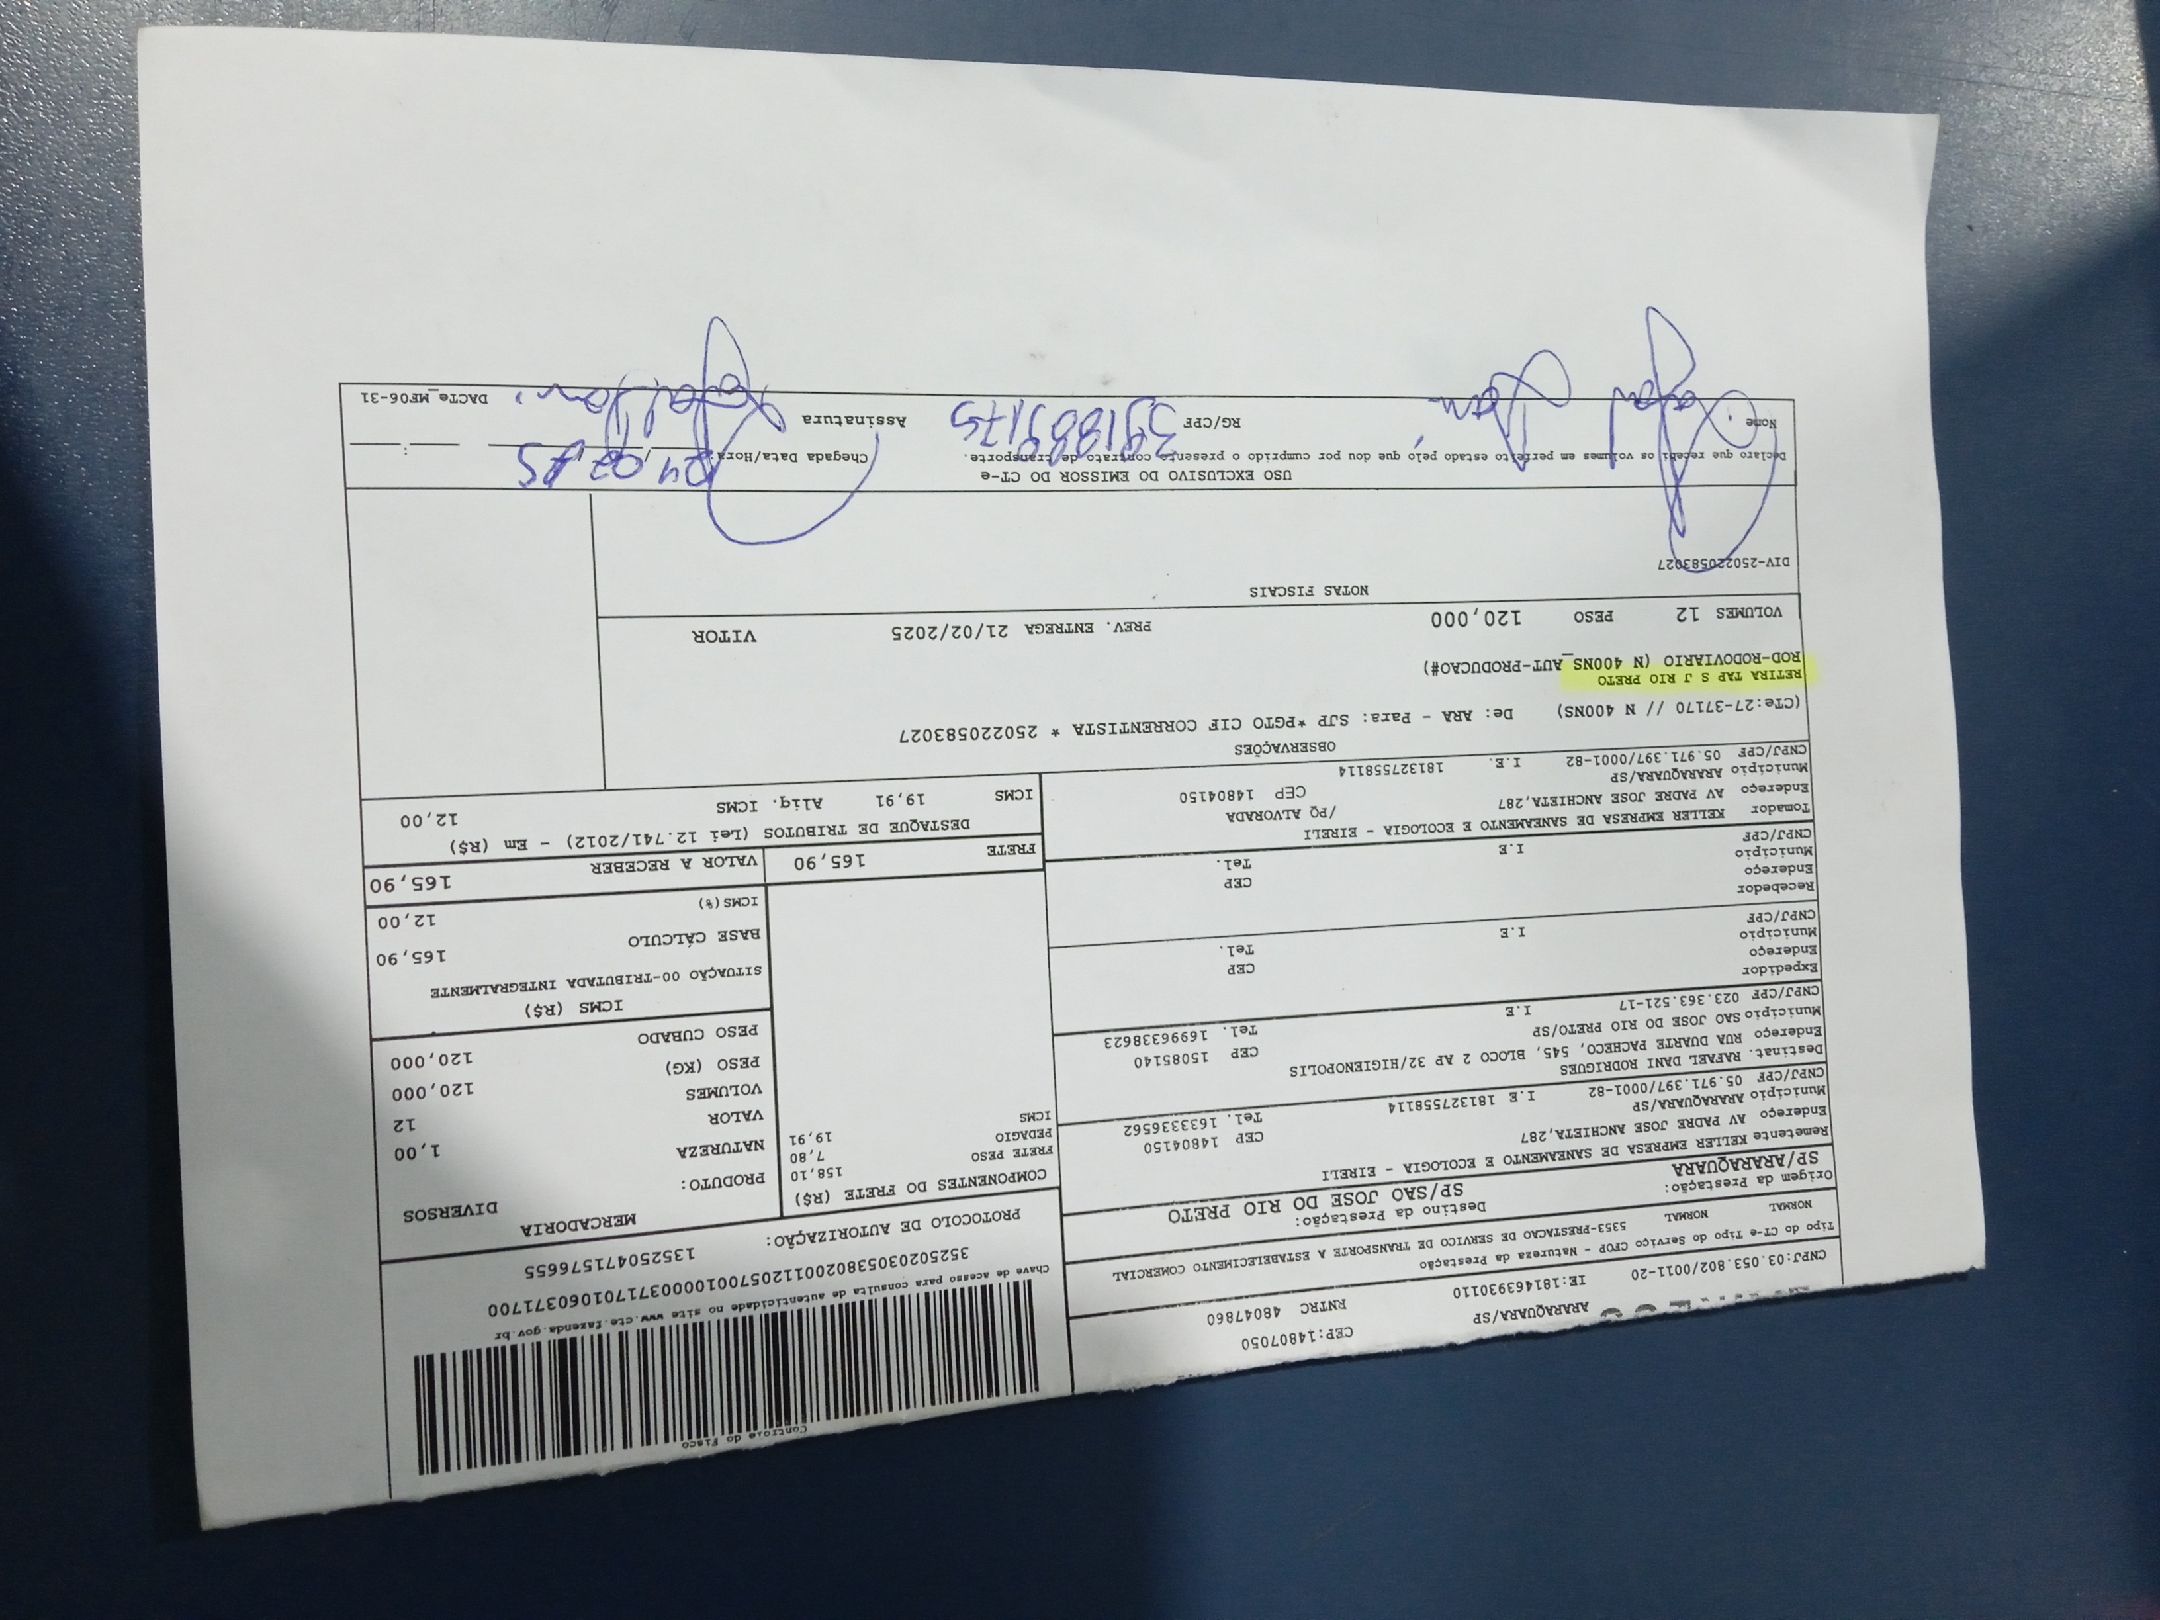 ARARAQUARA/SP CEP:14807050
CNPJ:03.053.802/0011-20 IE:181463930110 RNTRC 48047860
Tipo do CT-e Tipo do Serviço CFOP - Natureza da Prestação
NORMAL NORMAL 5353-PRESTACAO DE SERVICO DE TRANSPORTE A ESTABELECIMENTO COMERCIAL
Origem da Prestação: Destino da Prestação:
SP/ARARAQUARA SP/SAO JOSE DO RIO PRETO
Remetente KELLER EMPRESA DE SANEAMENTO E ECOLOGIA - EIRELI
Endereço AV PADRE JOSE ANCHIETA,287 CEP 14804150
Município ARARAQUARA/SP Tel. 1633336562
CNPJ/CPF 05.971.397/0001-82 I.E 181327558114
Destinat. RAFAEL DANI RODRIGUES
Endereço RUA DUARTE PACHECO, 545, BLOCO 2 AP 32/HIGIENOPOLIS CEP 15085140
Município SAO JOSE DO RIO PRETO/SP Tel. 16996338623
CNPJ/CPF 023.363.521-17 I.E
Expedidor
Endereço CEP
Município Tel.
CNPJ/CPF I.E
Recebedor
Endereço CEP
Município Tel.
CNPJ/CPF I.E
Tomador KELLER EMPRESA DE SANEAMENTO E ECOLOGIA - EIRELI
Endereço AV PADRE JOSE ANCHIETA,287 /PQ ALVORADA
Município ARARAQUARA/SP CEP 14804150
CNPJ/CPF 05.971.397/0001-82 I.E. 181327558114
Controle do Fisco
Chave de acesso para consulta de autenticidade no site www.cte.fazenda.gov.br
35250203053802001120570010000371701060371700
PROTOCOLO DE AUTORIZAÇÃO: 135250471576655
COMPONENTES DO FRETE (R$)
FRETE PESO 158,10
PEDAGIO 7,80
ICMS 19,91
MERCADORIA
PRODUTO: DIVERSOS
NATUREZA
VALOR 1,00
VOLUMES 12
PESO (KG) 120,000
PESO CUBADO 120,000
ICMS (R$)
SITUAÇÃO 00-TRIBUTADA INTEGRALMENTE
BASE CÁLCULO 165,90
ICMS(%) 12,00
FRETE 165,90 VALOR A RECEBER 165,90
DESTAQUE DE TRIBUTOS (Lei 12.741/2012) - Em (R$)
ICMS 19,91 Aliq. ICMS 12,00
OBSERVAÇÕES
(CTe:27-37170 // N 400NS) De: ARA - Para: SJP *PGTO CIF CORRENTISTA * 250220583027
RETIRA TAP S J RIO PRETO
ROD-RODOVIARIO (N 400NS_AUT-PRODUCAO#)
VOLUMES 12 PESO 120,000 PREV. ENTREGA 21/02/2025 VITOR
NOTAS FISCAIS
DIV-250220583027
USO EXCLUSIVO DO EMISSOR DO CT-e
Declaro que recebi os volumes em perfeito estado pelo que dou por cumprido o presente contrato de transporte. Chegada Data/Hora:
Nome RG/CPF 391889175 Assinatura
DACTe_MF06-31